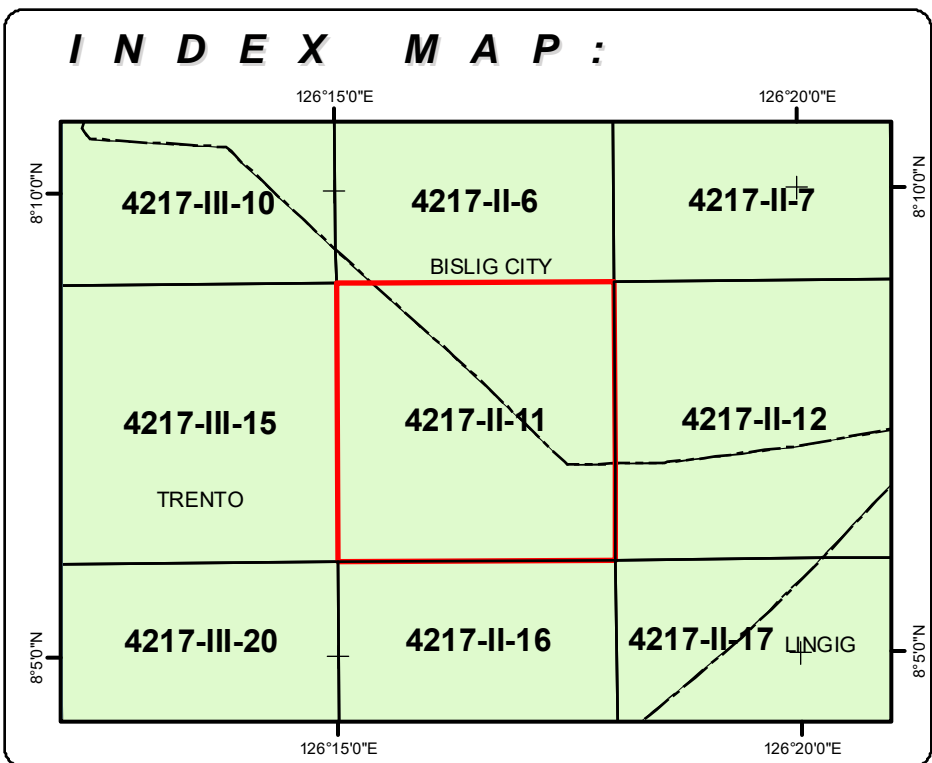 INDEX MAP:
126°15'0"E 126°20'0"E
8°10'0"N 8°10'0"N
4217-III-10 4217-II-6 4217-II-7
BISLIG CITY
4217-III-15 4217-II-11 4217-II-12
TRENTO
4217-III-20 4217-II-16 4217-II-17 LINGIG
8°5'0"N 8°5'0"N
126°15'0"E 126°20'0"E